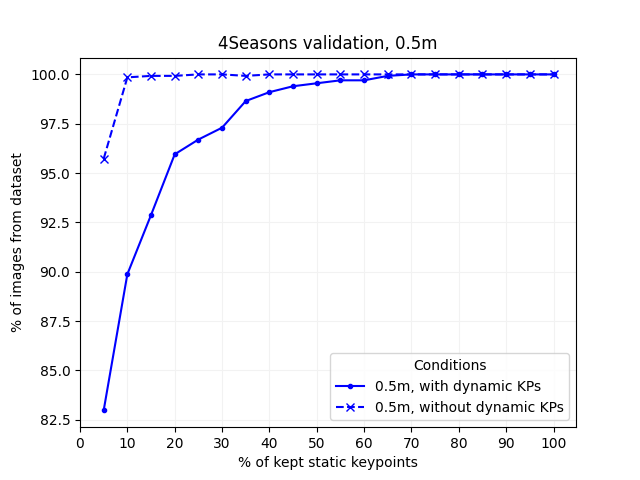 4Seasons validation, 0.5m
% of images from dataset
100.0
97.5
95.0
92.5
90.0
87.5
85.0
82.5
Conditions
0.5m, with dynamic KPs
0.5m, without dynamic KPs
0 10 20 30 40 50 60 70 80 90 100
% of kept static keypoints